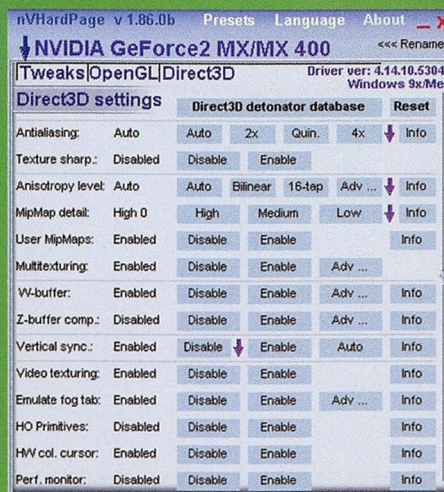 nVHardPage v 1.86.0b Presets Language About _ X
NVIDIA GeForce2 MX/MX 400 <<< Rename
Tweaks OpenGL Direct3D Driver ver: 4.14.10.5304
Windows 9x/Me
Direct3D settings Direct3D detonator database Reset
Antialiasing: Auto Auto 2x Quin. 4x Info
Texture sharp.: Disabled Disable Enable
Anisotropy level: Auto Auto Bilinear 16-tap Adv ... Info
MipMap detail: High 0 High Medium Low Info
User MipMaps: Enabled Disable Enable Info
Multitexturing: Enabled Disable Enable Adv ...
W-buffer: Enabled Disable Enable Adv ... Info
Z-buffer comp.: Disabled Disable Enable Adv ... Info
Vertical sync.: Enabled Disable Enable Auto Info
Video texturing: Enabled Disable Enable Info
Emulate fog tab: Enabled Disable Enable Adv ... Info
HO Primitives: Enabled Disable Enable Info
HW col. cursor: Enabled Disable Enable Info
Perf. monitor: Disabled Disable Enable Info